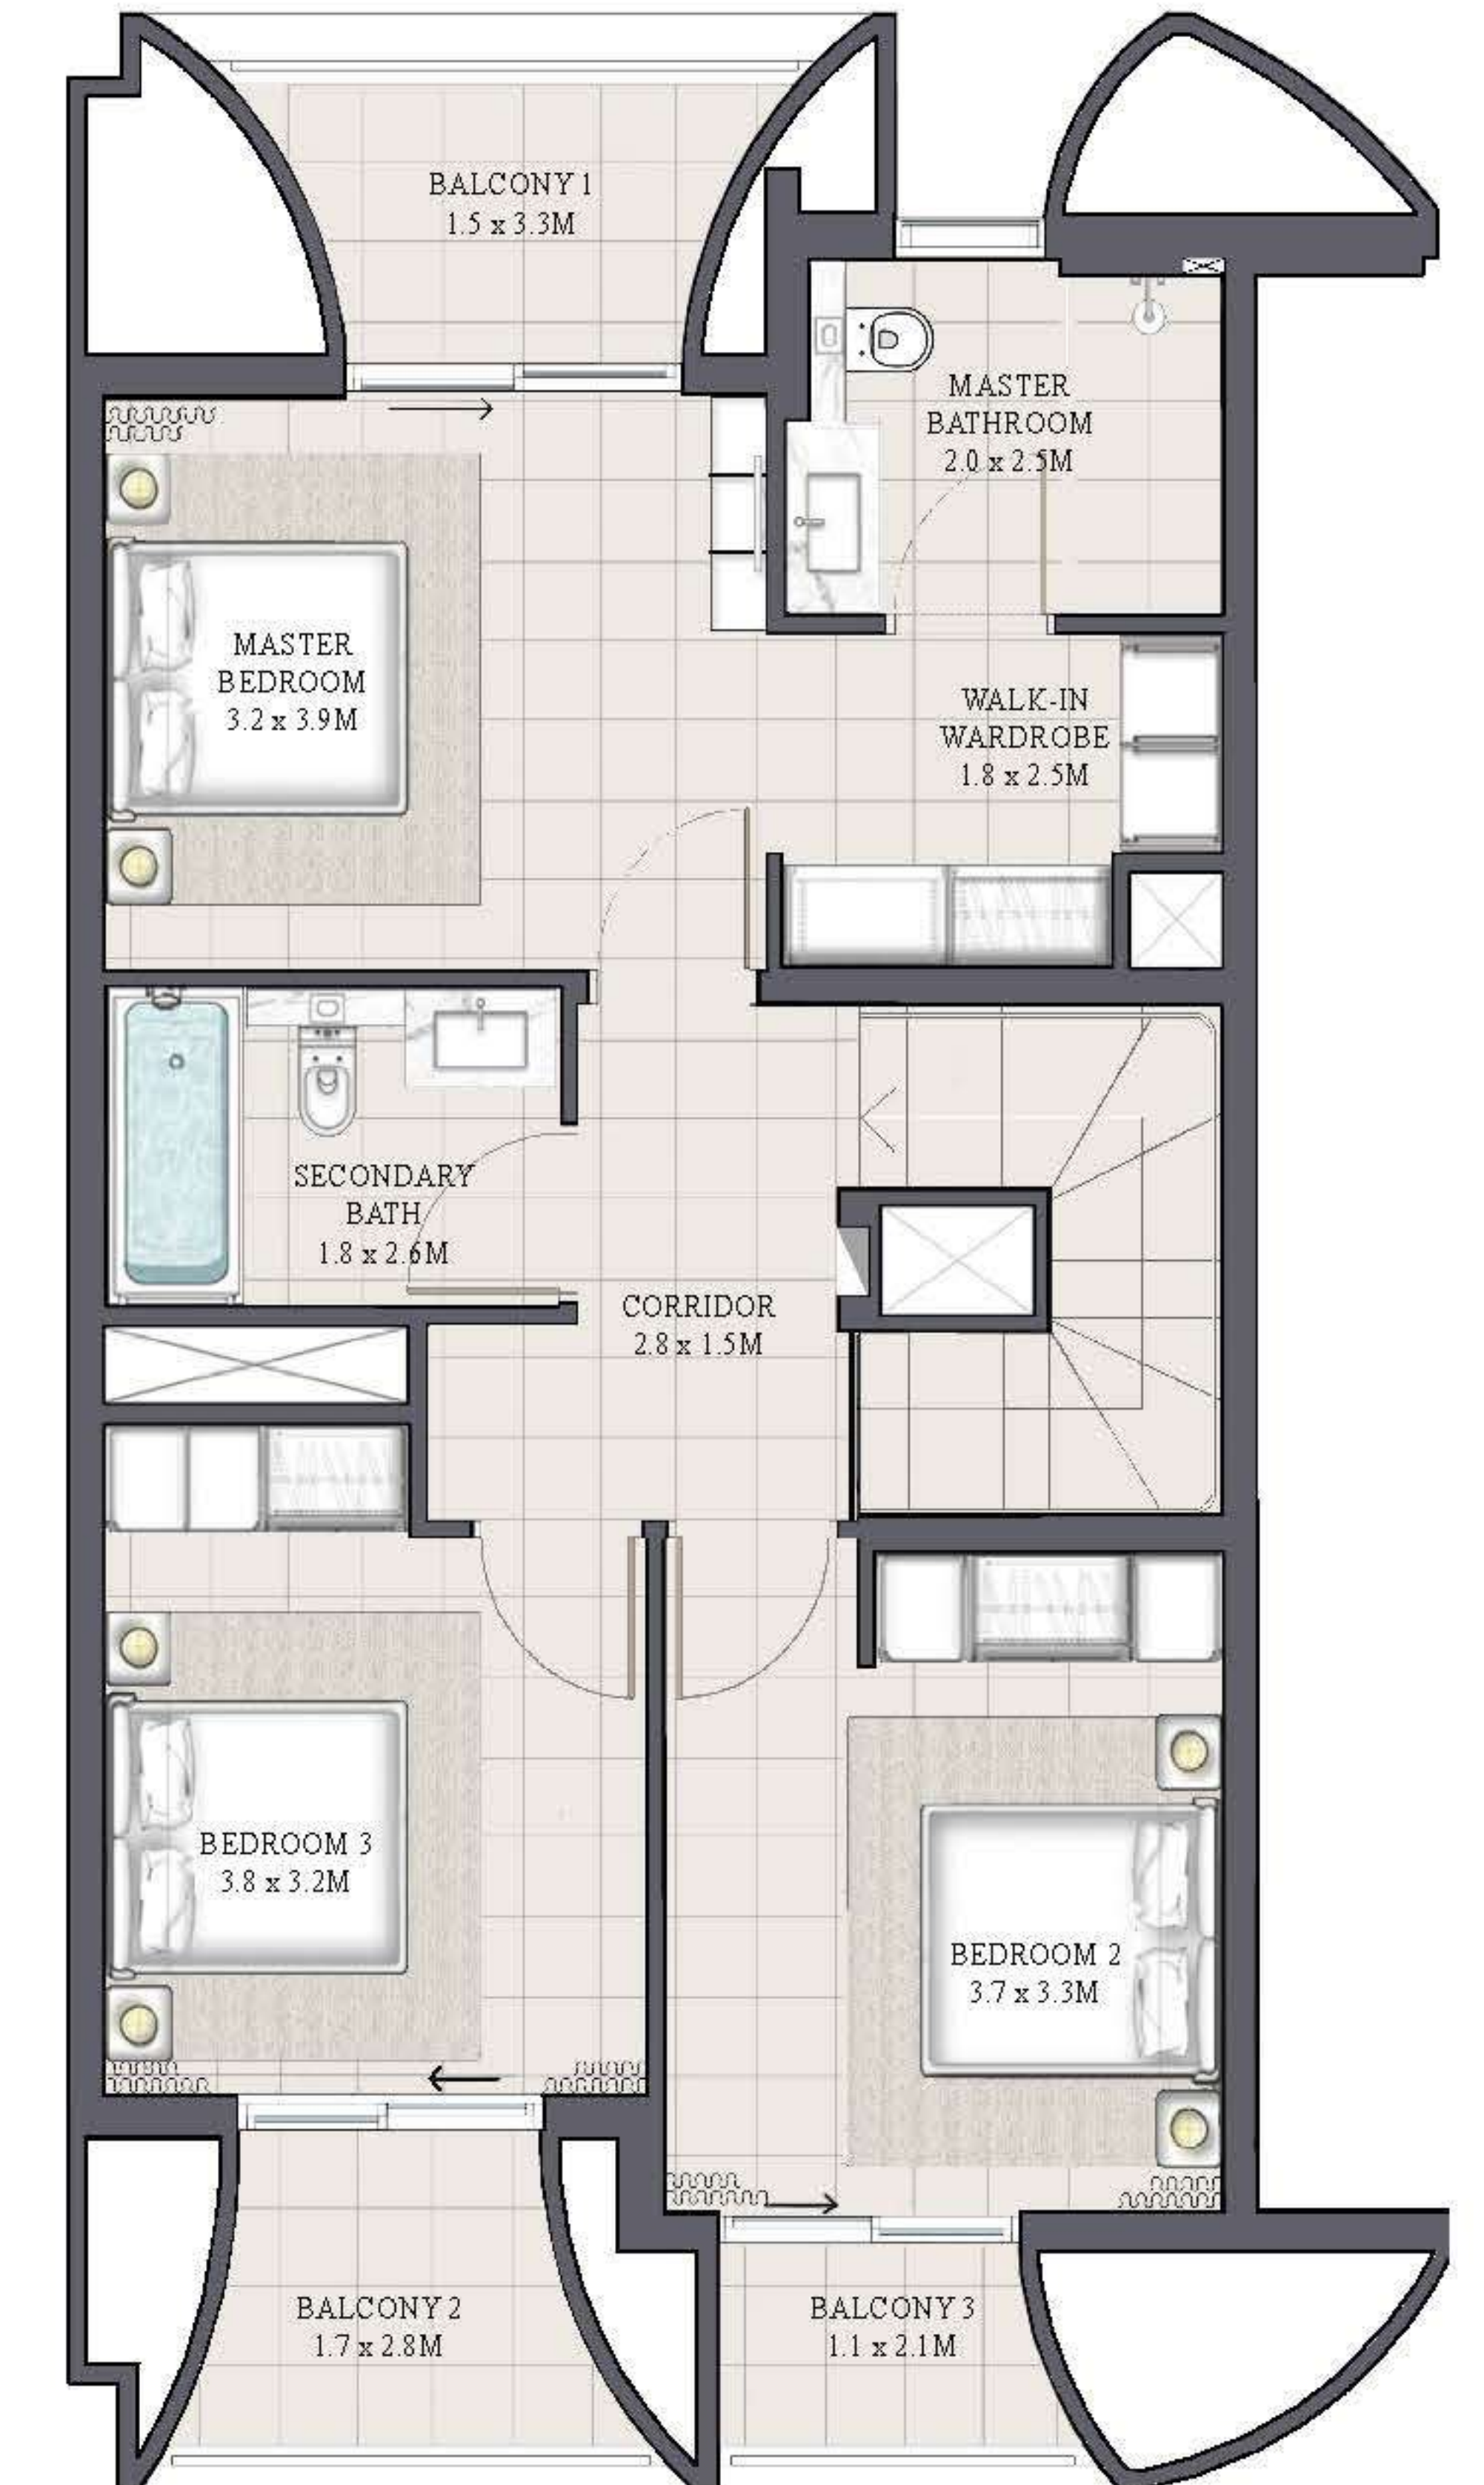 BALCONY 1
1.5 x 3.3M
MASTER
BATHROOM
2.0 x 2.5M
MASTER
BEDROOM
3.2 x 3.9M
WALK-IN
WARDROBE
1.8 x 2.5M
SECONDARY
BATH
1.8 x 2.6M
CORRIDOR
2.8 x 1.5M
BEDROOM 3
3.8 x 3.2M
BEDROOM 2
3.7 x 3.3M
BALCONY 2
1.7 x 2.8M
BALCONY 3
1.1 x 2.1M